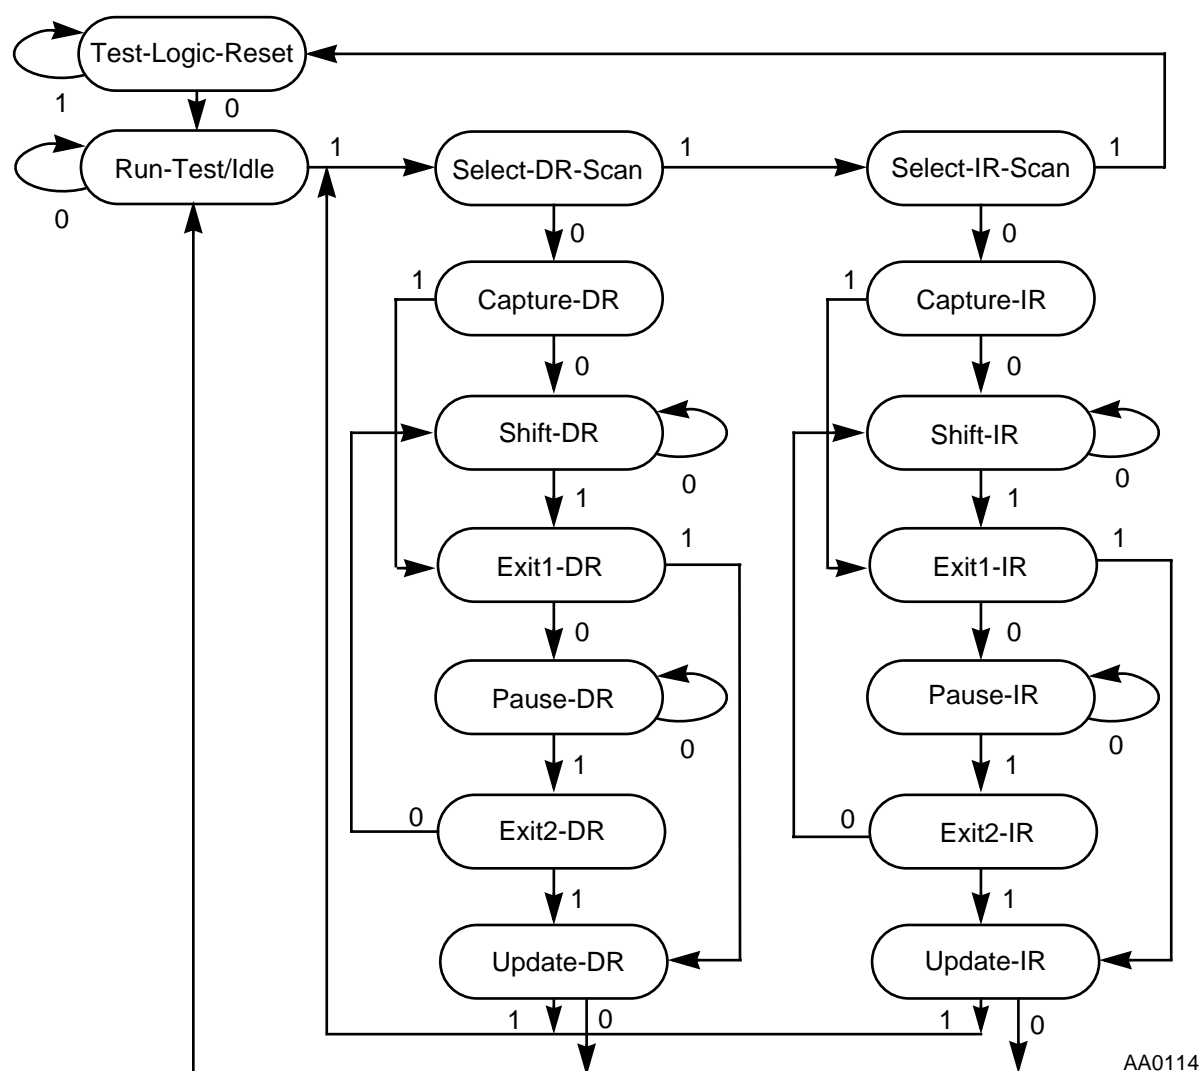 Test-Logic-Reset
1
0
Run-Test/Idle
0
1
Select-DR-Scan
1
Select-IR-Scan
1
0
0
1
Capture-DR
1
Capture-IR
0
0
Shift-DR
0
Shift-IR
0
1
1
Exit1-DR
1
Exit1-IR
1
0
0
Pause-DR
0
Pause-IR
0
1
1
0
Exit2-DR
0
Exit2-IR
1
1
Update-DR
Update-IR
1
0
1
0
AA0114